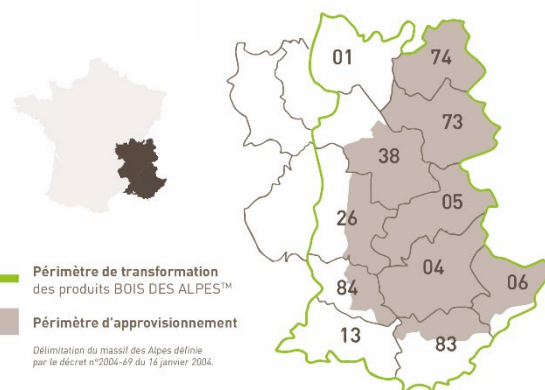 01
74
73
38
05
26
04
06
84
13
83
Périmètre de transformation
des produits BOIS DES ALPES™
Périmètre d'approvisionnement
Délimitation du massif des Alpes définie
par le décret n°2004-69 du 16 janvier 2004.